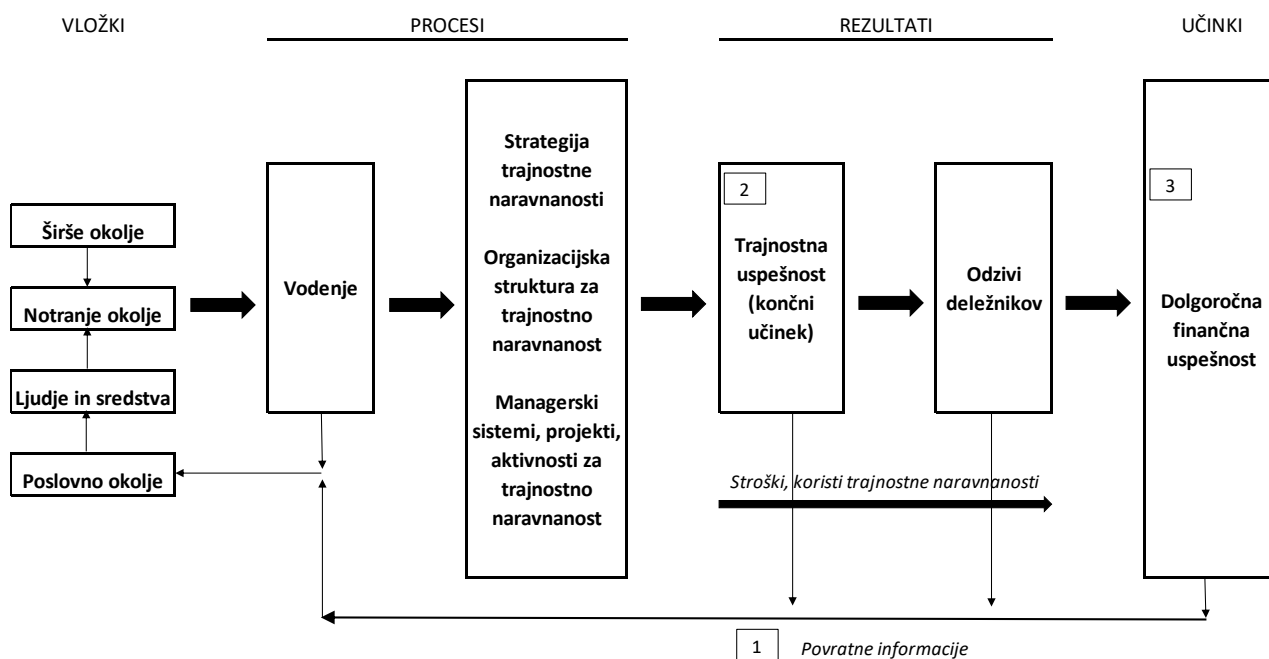 VLOŽKI
PROCESI
REZULTATI
UČINKI
Širše okolje
Notranje okolje
Ljudje in sredstva
Poslovno okolje
Vodenje
Strategija
trajnostne
naravnanosti
Organizacijska
struktura za
trajnostno
naravnanost
Managerski
sistemi, projekti,
aktivnosti za
trajnostno
naravnanost
2
Trajnostna
uspešnost
(končni
učinek)
Odzivi
deležnikov
Stroški, koristi trajnostne naravnanosti
3
Dolgoročna
finančna
uspešnost
1
Povratne informacije